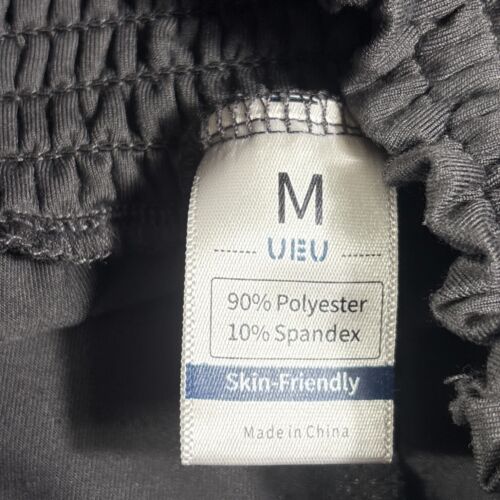 M
UEU
90% Polyester
10% Spandex
Skin-Friendly
Made in China